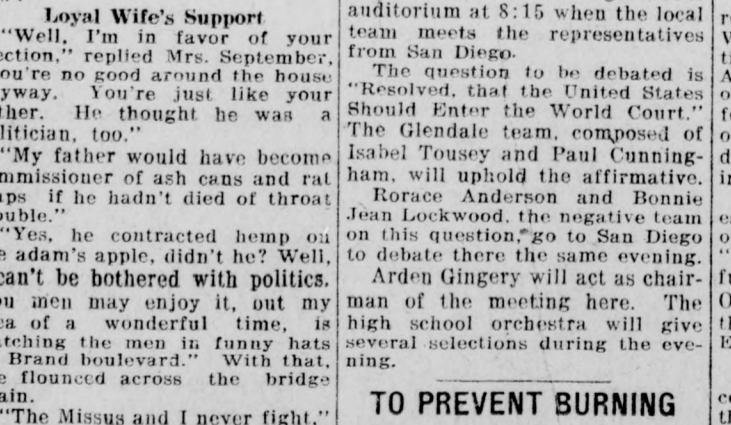 Loyal Wife's Support
"Well, I'm in favor of your
ction," replied Mrs. September,
ou're no good around the house
yway. You're just like your
ther. He thought he was a
litician, too."
"My father would have become
mmissioner of ash cans and rat
ps if he hadn't died of throat
ouble."
"Yes, he contracted hemp on
adam's apple, didn't he? Well,
can't be bothered with politics.
u men may enjoy it, out my
a of a wonderful time, is
tching the men in funny hats
Brand boulevard." With that,
flounced across the bridge
ain.
"The Missus and I never fight,"
auditorium at 8:15 when the local
team meets the representatives
from San Diego.
The question to be debated is
"Resolved, that the United States
Should Enter the World Court."
The Glendale team, composed of
Isabel Tousey and Paul Cunning-
ham, will uphold the affirmative.
Rorace Anderson and Bonnie
Jean Lockwood, the negative team
on this question, go to San Diego
to debate there the same evening.
Arden Gingery will act as chair-
man of the meeting here. The
high school orchestra will give
several selections during the eve-
ning.
TO PREVENT BURNING